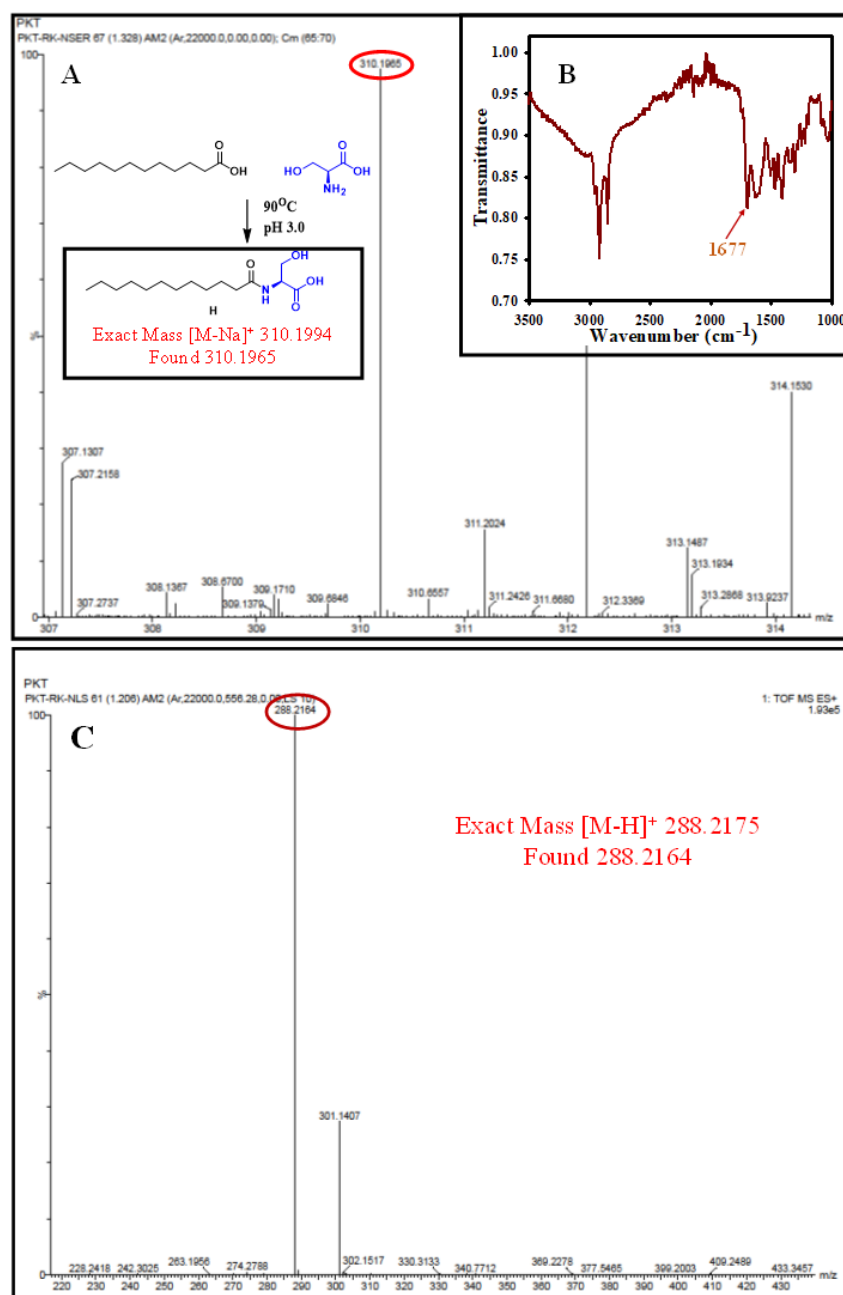 PKT
PKT-RK-NSER 67 (1.328) AM2 (Ar,22000.0,0.00,0.00); Cm (65:70)
100
310.1965
A
O
OH
HO
O
OH
NH2
90OC
pH 3.0
OH
O
OH
N
H
O
H
Exact Mass [M-Na]+ 310.1994
Found 310.1965
%
307.1307
307.2158
307.2737
308.1367
308.6700
309.1379
309.1710
309.6846
310.6557
311.2024
311.2426
311.6680
312.3369
313.1487
313.1934
313.2868
313.9237
314.1530
0
307
308
309
310
311
312
313
314
m/z
B
Transmittance
1.00
0.95
0.90
0.85
0.80
0.75
0.70
1677
3500
3000
2500
2000
1500
1000
Wavenumber (cm-1)
PKT
PKT-RK-NLS 61 (1.206) AM2 (Ar,22000.0,556.28,0.00,LS 10)
1: TOF MS ES+
1.93e5
100
288.2164
C
Exact Mass [M-H]+ 288.2175
Found 288.2164
%
301.1407
228.2418
242.3025
263.1956
274.2788
302.1517
330.3133
340.7712
369.2278
377.5465
399.2003
409.2489
433.3457
0
220
230
240
250
260
270
280
290
300
310
320
330
340
350
360
370
380
390
400
410
420
430
m/z